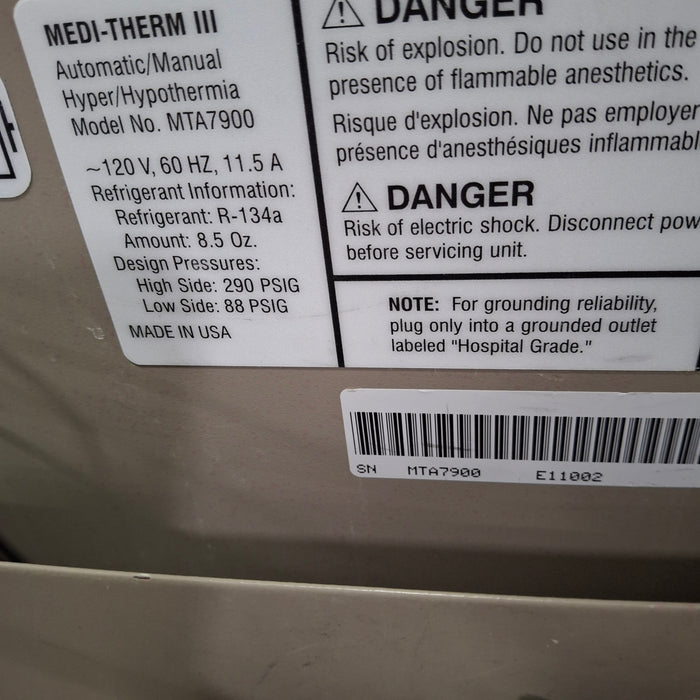 MEDI-THERM III
Automatic/Manual
Hyper/Hypothermia
Model No. MTA7900
~120 V, 60 HZ, 11.5 A
Refrigerant Information:
Refrigerant: R-134a
Amount: 8.5 Oz.
Design Pressures:
High Side: 290 PSIG
Low Side: 88 PSIG
MADE IN USA
DANGER
Risk of explosion. Do not use in the
presence of flammable anesthetics.
Risque d'explosion. Ne pas employer
présence d'anesthésiques inflammabl
DANGER
Risk of electric shock. Disconnect pow
before servicing unit.
NOTE: For grounding reliability,
plug only into a grounded outlet
labeled "Hospital Grade."
SN MTA7900 E11002